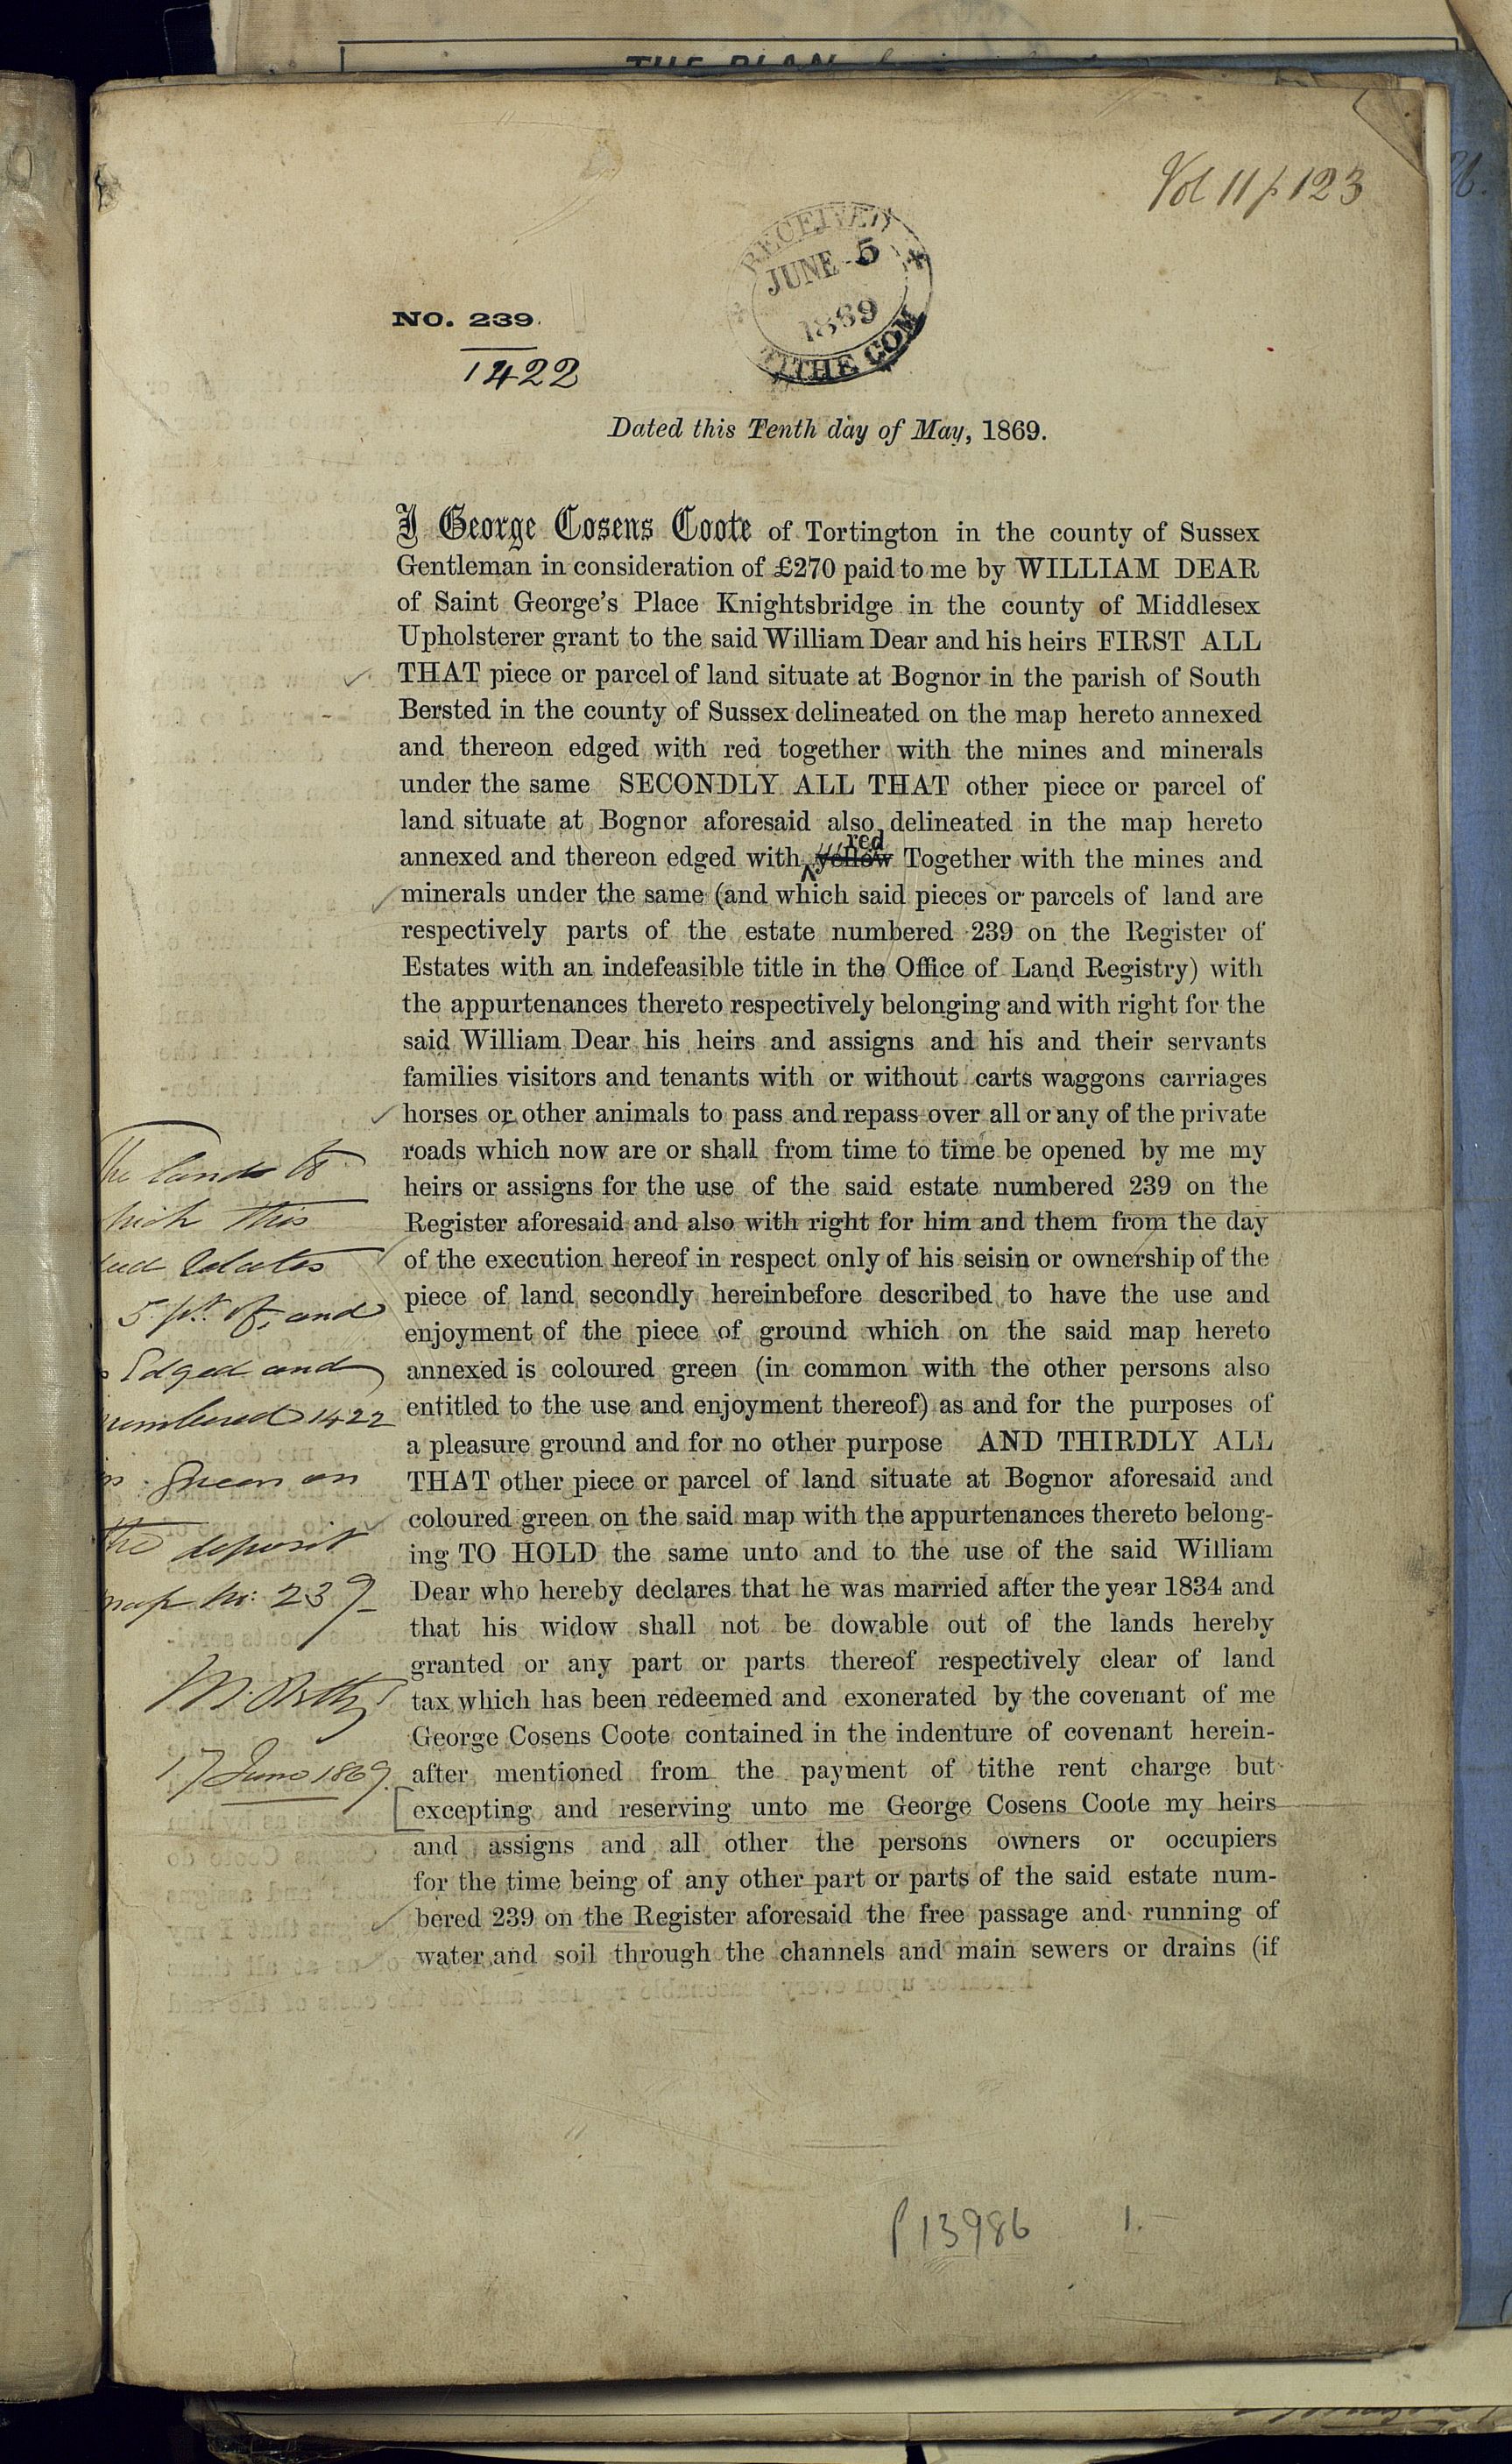 Vol 11 p 123
RECEIVED
JUNE 5
1869
TITHE COM
NO. 239.
1422
Dated this Tenth day of May, 1869.
I George Cosens Coote of Tortington in the county of Sussex
Gentleman in consideration of £270 paid to me by WILLIAM DEAR
of Saint George's Place Knightsbridge in the county of Middlesex
Upholsterer grant to the said William Dear and his heirs FIRST ALL
THAT piece or parcel of land situate at Bognor in the parish of South
Bersted in the county of Sussex delineated on the map hereto annexed
and thereon edged with red together with the mines and minerals
under the same SECONDLY ALL THAT other piece or parcel of
land situate at Bognor aforesaid also delineated in the map hereto
red
annexed and thereon edged with yellow Together with the mines and
minerals under the same (and which said pieces or parcels of land are
respectively parts of the estate numbered 239 on the Register of
Estates with an indefeasible title in the Office of Land Registry) with
the appurtenances thereto respectively belonging and with right for the
said William Dear his heirs and assigns and his and their servants
families visitors and tenants with or without carts waggons carriages
horses or other animals to pass and repass over all or any of the private
roads which now are or shall from time to time be opened by me my
heirs or assigns for the use of the said estate numbered 239 on the
Register aforesaid and also with right for him and them from the day
of the execution hereof in respect only of his seisin or ownership of the
piece of land secondly hereinbefore described to have the use and
enjoyment of the piece of ground which on the said map hereto
annexed is coloured green (in common with the other persons also
entitled to the use and enjoyment thereof) as and for the purposes of
a pleasure ground and for no other purpose AND THIRDLY ALL
THAT other piece or parcel of land situate at Bognor aforesaid and
coloured green on the said map with the appurtenances thereto belong-
ing TO HOLD the same unto and to the use of the said William
Dear who hereby declares that he was married after the year 1834 and
that his widow shall not be dowable out of the lands hereby
granted or any part or parts thereof respectively clear of land
tax which has been redeemed and exonerated by the covenant of me
George Cosens Coote contained in the indenture of covenant herein-
after mentioned from the payment of tithe rent charge but
excepting and reserving unto me George Cosens Coote my heirs
and assigns and all other the persons owners or occupiers
for the time being of any other part or parts of the said estate num-
bered 239 on the Register aforesaid the free passage and running of
water and soil through the channels and main sewers or drains (if
The lands to
hich this
eed Relates
5 pt. of, and
Edged and
numbered 1422
in Green on
the deposit
map No: 239
17 June 1869.
P 13986 1.